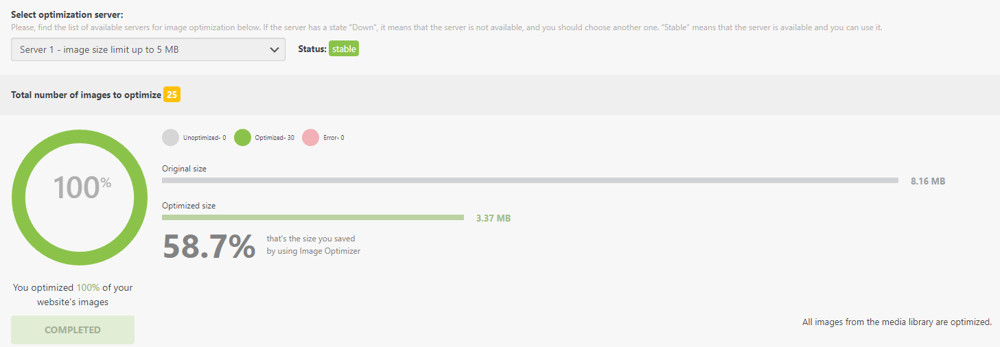 Select optimization server:
Please, find the list of available servers for image optimization below. If the server has a state “Down”, it means that the server is not available, and you should choose another one. “Stable” means that the server is available and you can use it.
Server 1 - image size limit up to 5 MB
Status: stable
Total number of images to optimize 25
Unoptimized- 0 Optimized- 30 Error- 0
100%
Original size
8.16 MB
Optimized size
3.37 MB
58.7%
that's the size you saved
by using Image Optimizer
You optimized 100% of your
website's images
COMPLETED
All images from the media library are optimized.